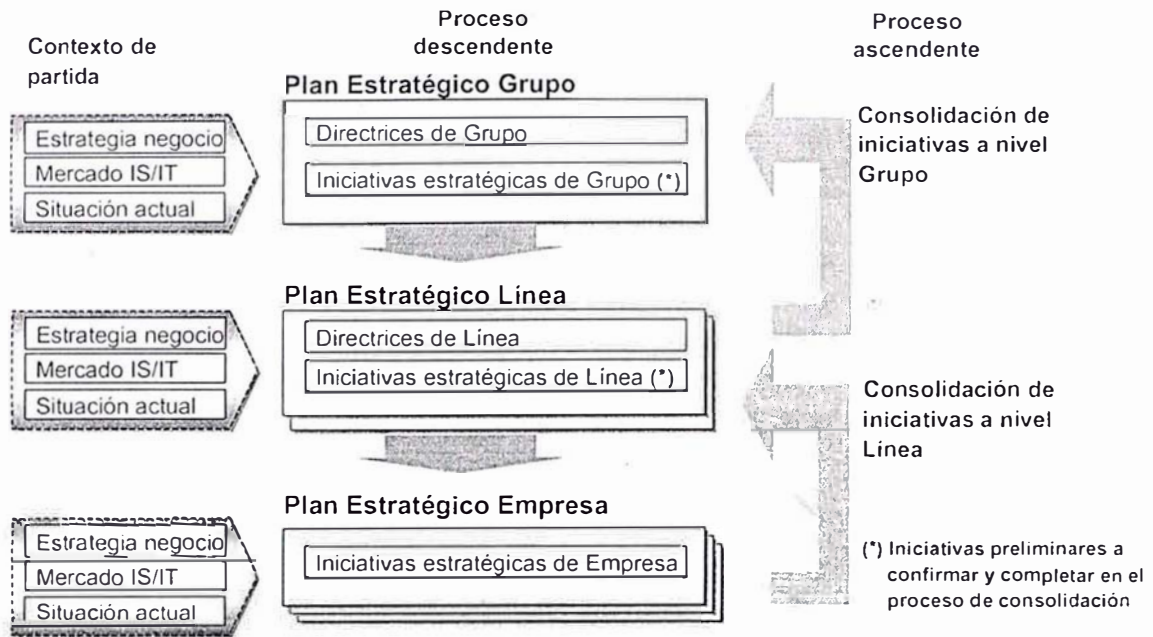 Contexto de
partida
Proceso
descendente
Proceso
ascendente
Plan Estratégico Grupo
Estrategia negocio
Mercado IS/IT
Situación actual
Directrices de Grupo
Iniciativas estratégicas de Grupo (*)
Consolidación de
iniciativas a nivel
Grupo
Plan Estratégico Línea
Estrategia negocio
Mercado IS/IT
Situación actual
Directrices de Línea
Iniciativas estratégicas de Línea (*)
Consolidación de
iniciativas a nivel
Línea
Plan Estratégico Empresa
Estrategia negocio
Mercado IS/IT
Situación actual
Iniciativas estratégicas de Empresa
(*) Iniciativas preliminares a
confirmar y completar en el
proceso de consolidación